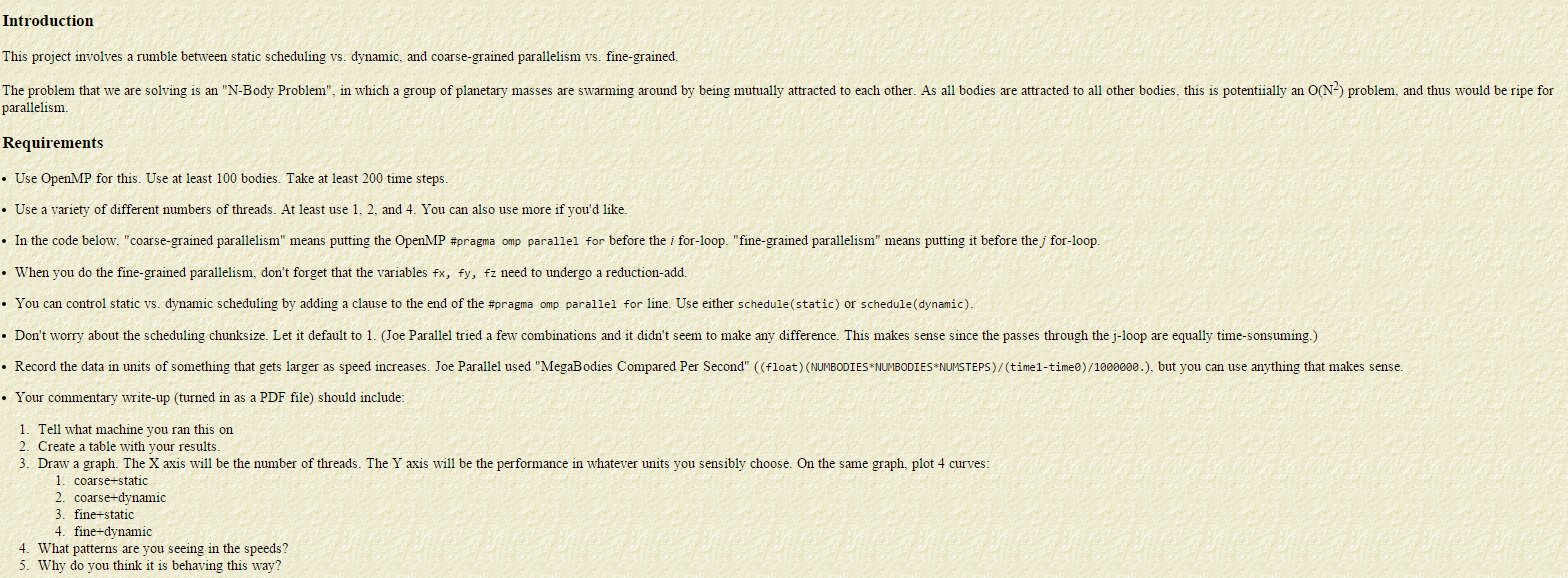 Introduction
This project involves a rumble between static scheduling vs. dynamic, and coarse-grained parallelism vs. fine-grained.
The problem that we are solving is an "N-Body Problem", in which a group of planetary masses are swarming around by being mutually attracted to each other. As all bodies are attracted to all other bodies, this is potentiially an O(N²) problem, and thus would be ripe for
parallelism.
Requirements
• Use OpenMP for this. Use at least 100 bodies. Take at least 200 time steps.
• Use a variety of different numbers of threads. At least use 1, 2, and 4. You can also use more if you'd like.
• In the code below, "coarse-grained parallelism" means putting the OpenMP #pragma omp parallel for before the i for-loop. "fine-grained parallelism" means putting it before the j for-loop.
• When you do the fine-grained parallelism, don't forget that the variables fx, fy, fz need to undergo a reduction-add.
• You can control static vs. dynamic scheduling by adding a clause to the end of the #pragma omp parallel for line. Use either schedule(static) or schedule(dynamic).
• Don't worry about the scheduling chunksize. Let it default to 1. (Joe Parallel tried a few combinations and it didn't seem to make any difference. This makes sense since the passes through the j-loop are equally time-sonsuming.)
• Record the data in units of something that gets larger as speed increases. Joe Parallel used "MegaBodies Compared Per Second" ((float)(NUMBODIES*NUMBODIES*NUMSTEPS)/(time1-time0)/1000000.), but you can use anything that makes sense.
• Your commentary write-up (turned in as a PDF file) should include:
1. Tell what machine you ran this on
2. Create a table with your results.
3. Draw a graph. The X axis will be the number of threads. The Y axis will be the performance in whatever units you sensibly choose. On the same graph, plot 4 curves:
1. coarse+static
2. coarse+dynamic
3. fine+static
4. fine+dynamic
4. What patterns are you seeing in the speeds?
5. Why do you think it is behaving this way?